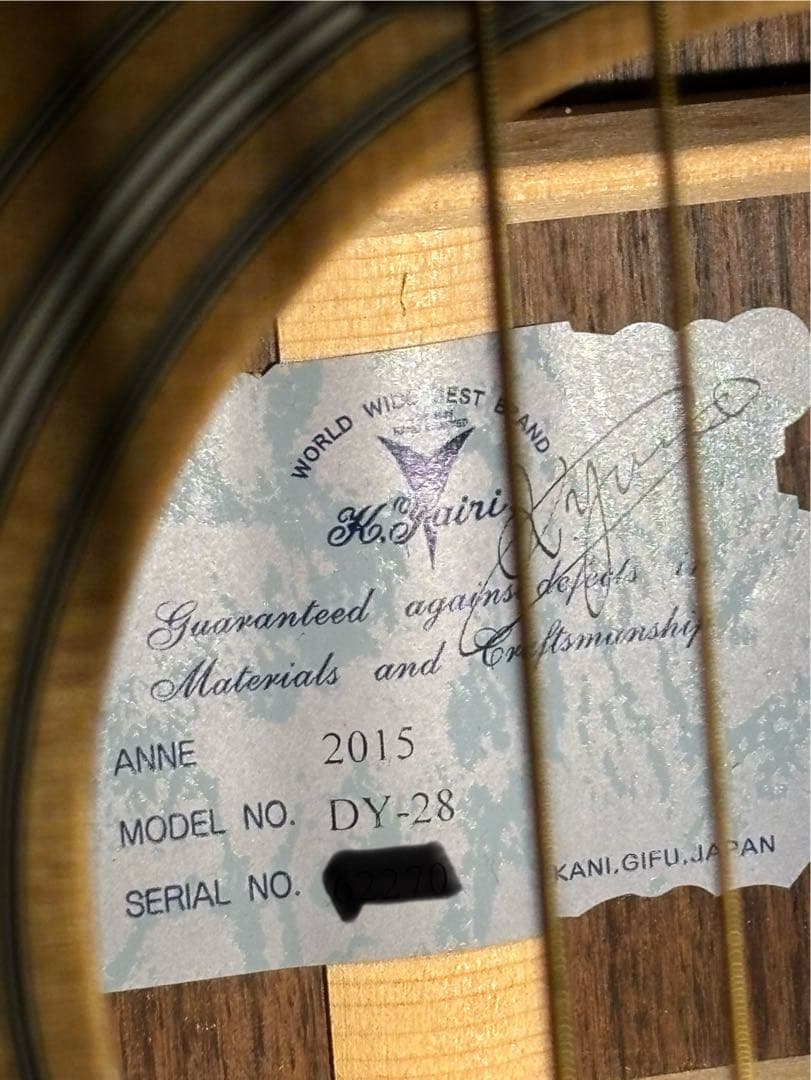 WORLD WIDE BEST BRAND
K.Yairi
K.Yairi
Guaranteed against defects in
Materials and Craftsmanship
ANNE 2015
MODEL NO. DY-28
SERIAL NO.
KANI,GIFU,JAPAN